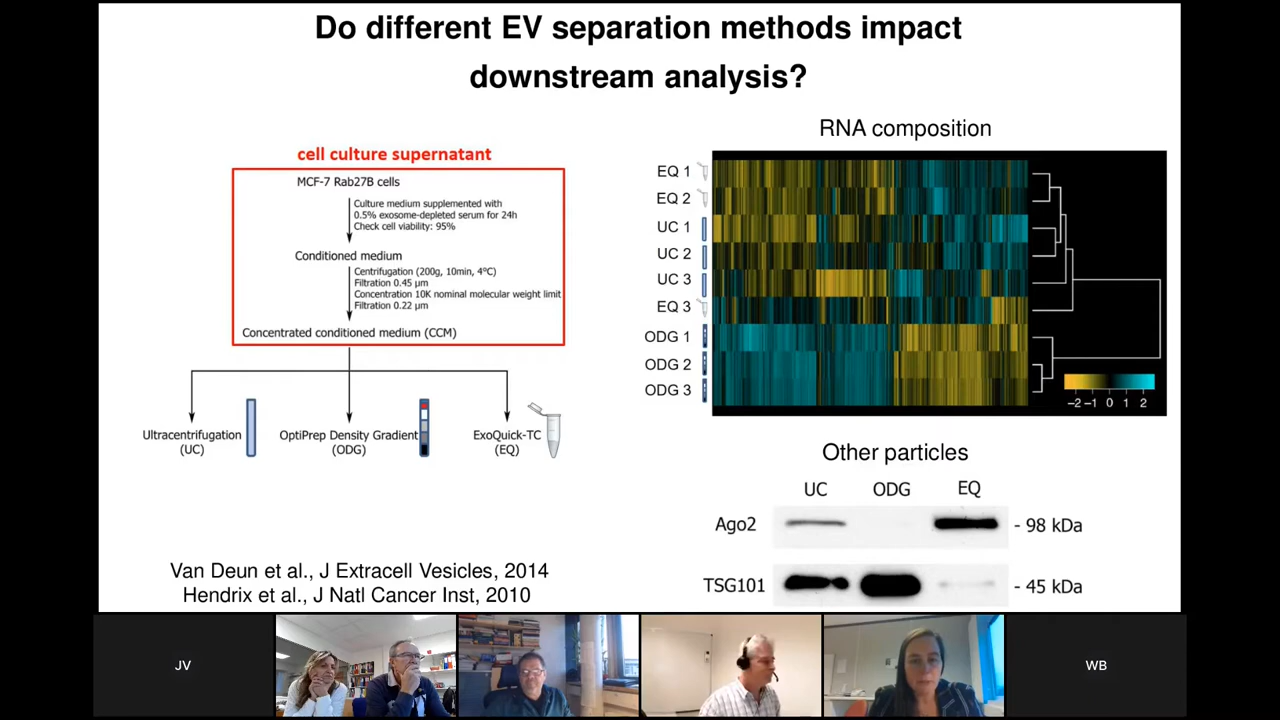 Do different EV separation methods impact
downstream analysis?
cell culture supernatant
MCF-7 Rab27B cells
Culture medium supplemented with
0.5% exosome-depleted serum for 24h
Check cell viability: 95%
Conditioned medium
Centrifugation (200g, 10min, 4°C)
Filtration 0.45 µm
Concentration 10K nominal molecular weight limit
Filtration 0.22 µm
Concentrated conditioned medium (CCM)
Ultracentrifugation
(UC)
OptiPrep Density Gradient
(ODG)
ExoQuick-TC
(EQ)
Van Deun et al., J Extracell Vesicles, 2014
Hendrix et al., J Natl Cancer Inst, 2010
RNA composition
EQ 1
EQ 2
UC 1
UC 2
UC 3
EQ 3
ODG 1
ODG 2
ODG 3
-2 -1 0 1 2
Other particles
UC ODG EQ
Ago2 - 98 kDa
TSG101 - 45 kDa
JV
WB